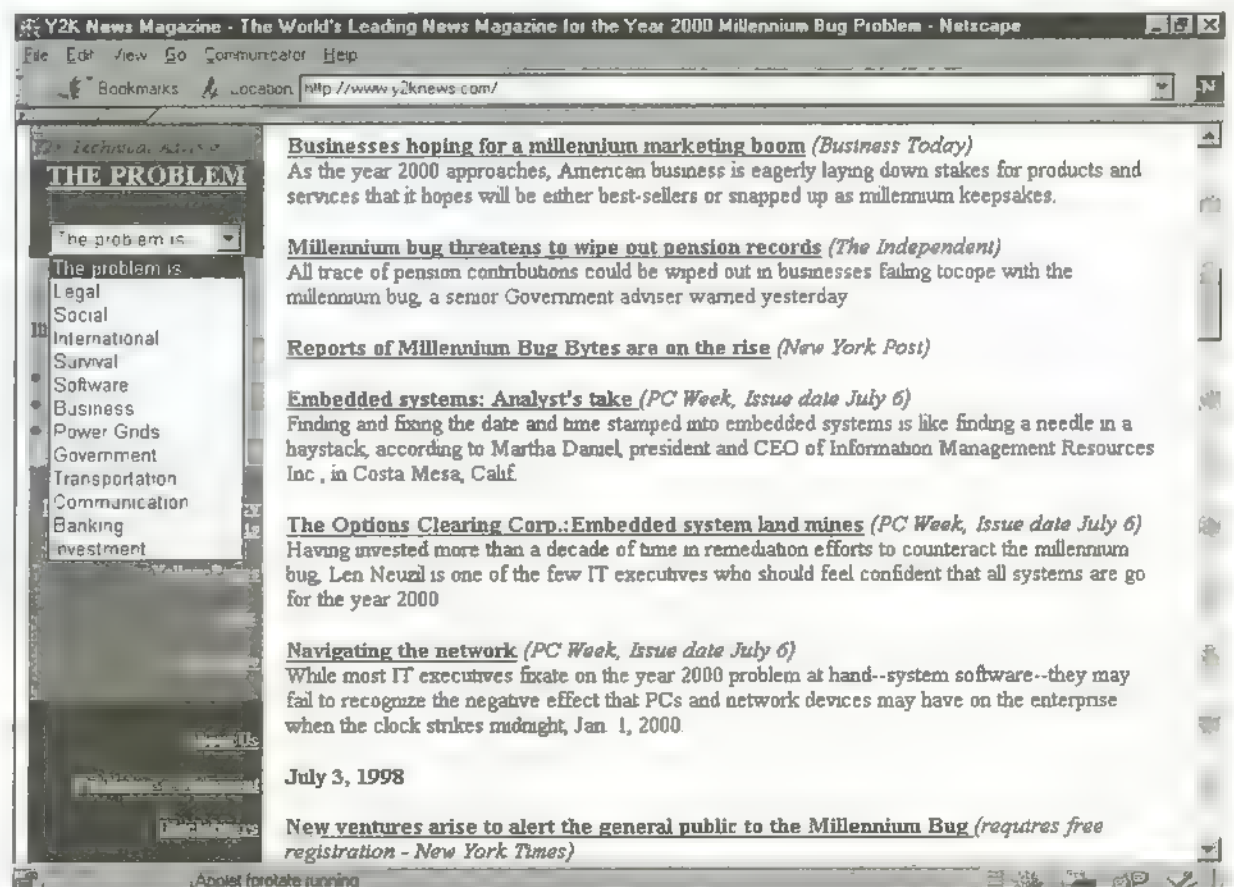 Y2K News Magazine - The World's Leading News Magazine for the Year 2000 Millennium Bug Problem - Netscape
File Edit View Go Communicator Help
Bookmarks Location http://www.y2knews.com/
THE PROBLEM
The problem is
The problem is
Legal
Social
International
Survival
Software
Business
Power Grids
Government
Transportation
Communication
Banking
Investment
Businesses hoping for a millennium marketing boom (Business Today)
As the year 2000 approaches, American business is eagerly laying down stakes for products and
services that it hopes will be either best-sellers or snapped up as millennium keepsakes.
Millennium bug threatens to wipe out pension records (The Independent)
All trace of pension contributions could be wiped out in businesses failing tocope with the
millennium bug, a senior Government adviser warned yesterday
Reports of Millennium Bug Bytes are on the rise (New York Post)
Embedded systems: Analyst's take (PC Week, Issue date July 6)
Finding and fixing the date and time stamped into embedded systems is like finding a needle in a
haystack, according to Martha Daniel, president and CEO of Information Management Resources
Inc., in Costa Mesa, Calif.
The Options Clearing Corp.:Embedded system land mines (PC Week, Issue date July 6)
Having invested more than a decade of time in remediation efforts to counteract the millennium
bug, Len Neuzil is one of the few IT executives who should feel confident that all systems are go
for the year 2000
Navigating the network (PC Week, Issue date July 6)
While most IT executives fixate on the year 2000 problem at hand--system software--they may
fail to recognize the negative effect that PCs and network devices may have on the enterprise
when the clock strikes midnight, Jan. 1, 2000.
July 3, 1998
New ventures arise to alert the general public to the Millennium Bug (requires free
registration - New York Times)
Applet fprotate running